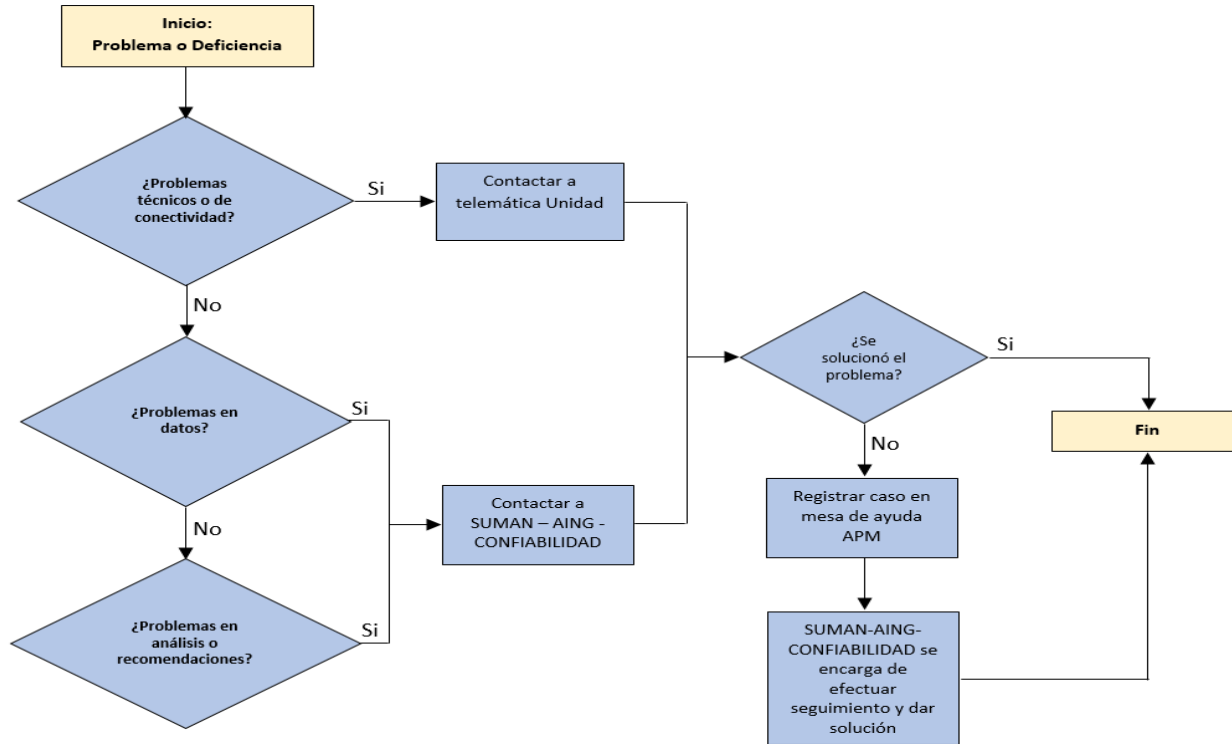 Inicio:
Problema o Deficiencia
¿Problemas
técnicos o de
conectividad?
Si
Contactar a
telemática Unidad
No
¿Se
solucionó el
problema?
Si
¿Problemas en
datos?
Si
Fin
No
No
Contactar a
SUMAN – AING -
CONFIABILIDAD
Registrar caso en
mesa de ayuda
APM
¿Problemas en
análisis o
recomendaciones?
Si
SUMAN-AING-
CONFIABILIDAD se
encarga de
efectuar
seguimiento y dar
solución